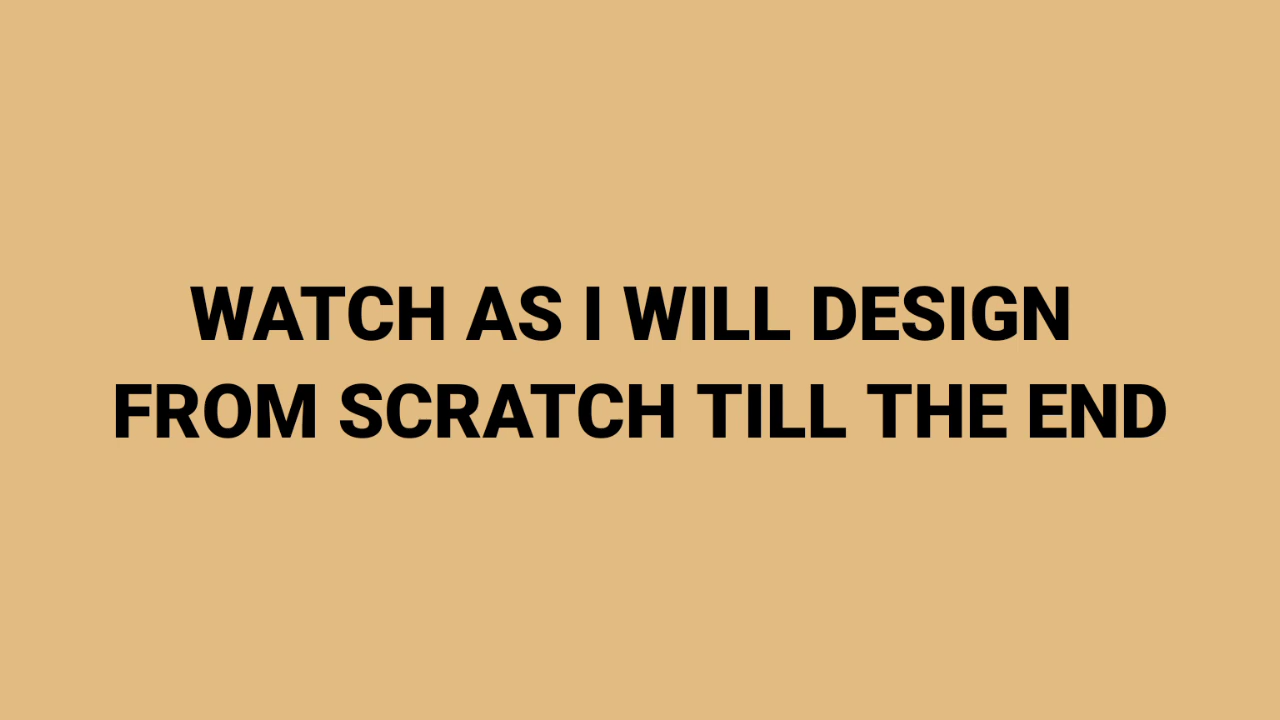 WATCH AS I WILL DESIGN
FROM SCRATCH TILL THE END